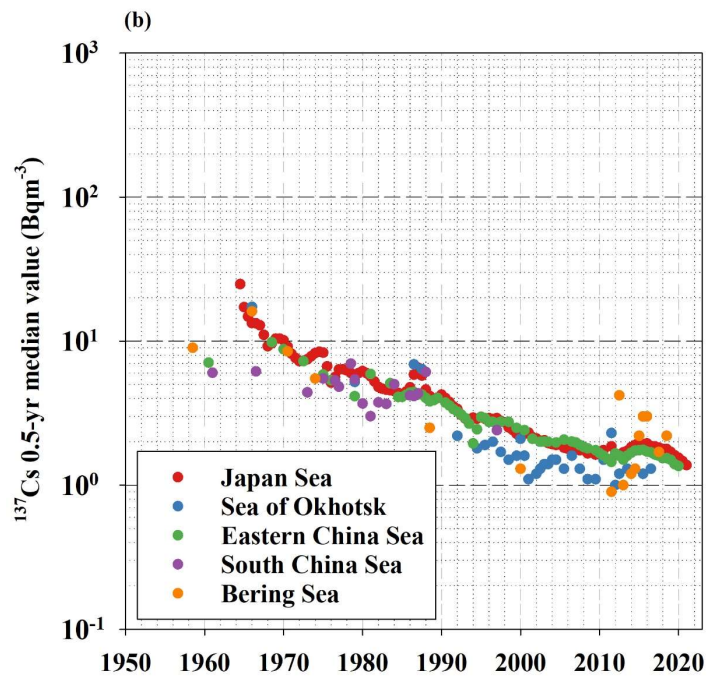 (b)
10³
10²
10¹
10⁰
10⁻¹
¹³⁷Cs 0.5-yr median value (Bqm⁻³)
Japan Sea
Sea of Okhotsk
Eastern China Sea
South China Sea
Bering Sea
1950 1960 1970 1980 1990 2000 2010 2020